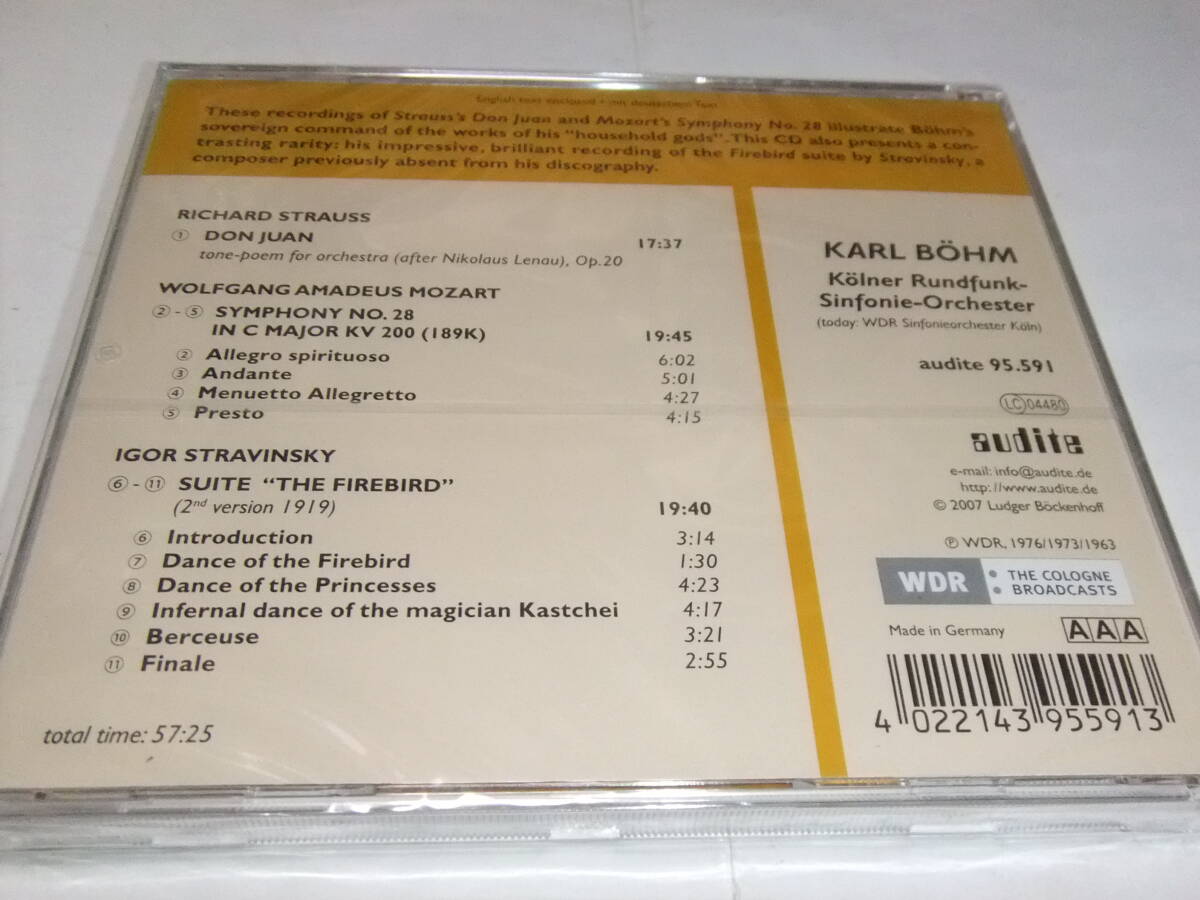 English text enclosed • mit deutschem Text
These recordings of Strauss's Don Juan and Mozart's Symphony No. 28 illustrate Böhm's
sovereign command of the works of his "household gods". This CD also presents a con-
trasting rarity: his impressive, brilliant recording of the Firebird suite by Stravinsky, a
composer previously absent from his discography.
RICHARD STRAUSS
① DON JUAN 17:37
tone-poem for orchestra (after Nikolaus Lenau), Op.20
WOLFGANG AMADEUS MOZART
②-⑤ SYMPHONY NO. 28
IN C MAJOR KV 200 (189K) 19:45
② Allegro spirituoso 6:02
③ Andante 5:01
④ Menuetto Allegretto 4:27
⑤ Presto 4:15
IGOR STRAVINSKY
⑥-⑪ SUITE "THE FIREBIRD"
(2nd version 1919) 19:40
⑥ Introduction 3:14
⑦ Dance of the Firebird 1:30
⑧ Dance of the Princesses 4:23
⑨ Infernal dance of the magician Kastchei 4:17
⑩ Berceuse 3:21
⑪ Finale 2:55
total time: 57:25
KARL BÖHM
Kölner Rundfunk-
Sinfonie-Orchester
(today: WDR Sinfonieorchester Köln)
audite 95.591
LC 04480
audite
e-mail: info@audite.de
http://www.audite.de
© 2007 Ludger Böckenhoff
℗ WDR, 1976/1973/1963
WDR: THE COLOGNE
BROADCASTS
Made in Germany AAA
4 022143 955913